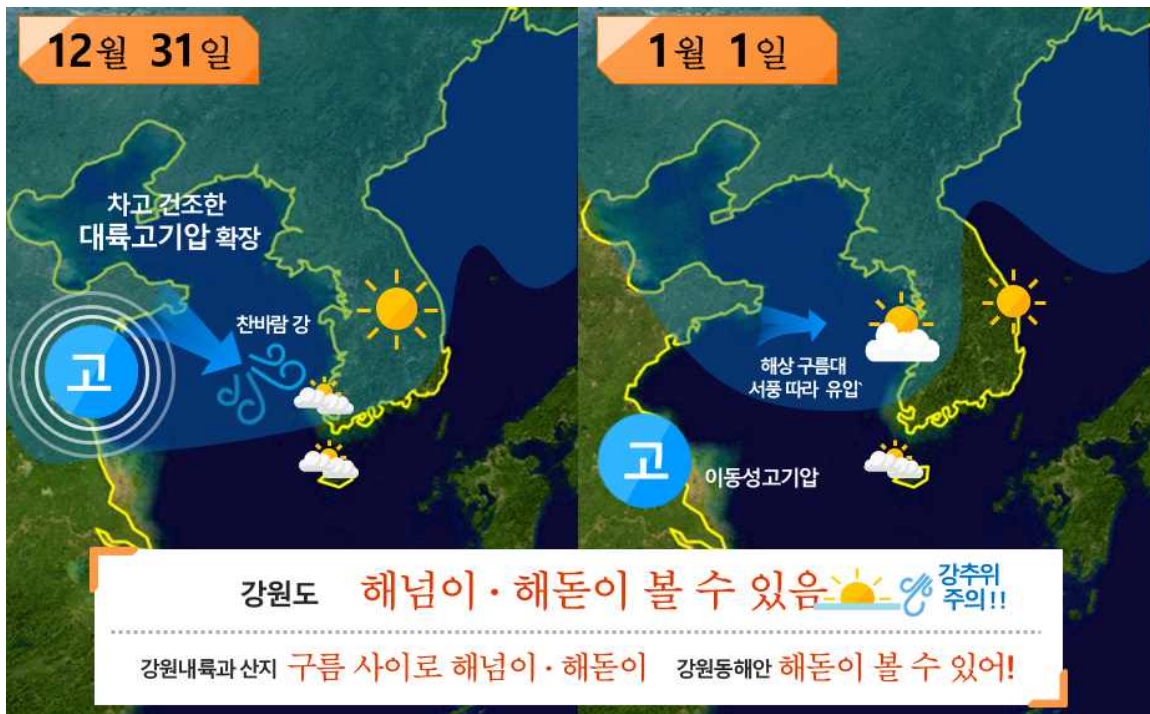 12월 31일
차고 건조한
대륙고기압 확장
찬바람 강
고
1월 1일
해상 구름대
서풍 따라 유입`
고
이동성고기압
강원도 해넘이·해돋이 볼 수 있음
강추위
주의!!
강원내륙과 산지 구름 사이로 해넘이·해돋이 강원동해안 해돋이 볼 수 있어!